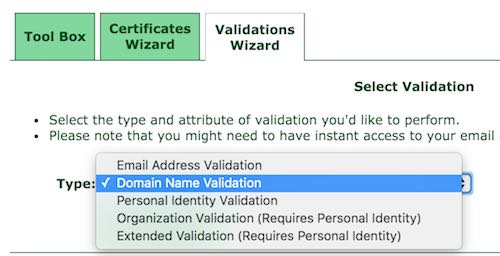 Tool Box
Certificates
Wizard
Validations
Wizard
Select Validation
• Select the type and attribute of validation you'd like to perform.
• Please note that you might need to have instant access to your email
Type:
Email Address Validation
✓ Domain Name Validation
Personal Identity Validation
Organization Validation (Requires Personal Identity)
Extended Validation (Requires Personal Identity)